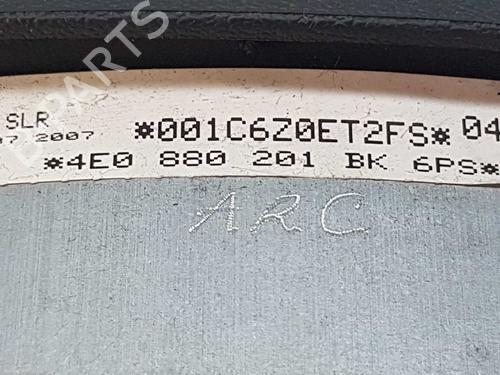 SLR *001C6Z0ET2FS* 04
07 2007
*4E0 880 201 BK 6PS*
ARC